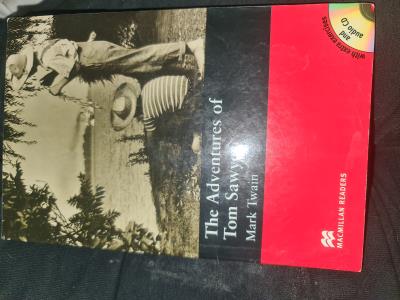 with extra exercises
and
audio CD
The Adventures of
Tom Sawyer
Mark Twain
MACMILLAN READERS